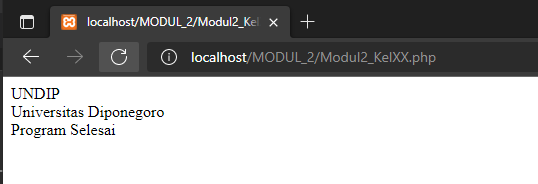 localhost/MODUL_2/Modul2_Kel
localhost/MODUL_2/Modul2_KelXX.php
UNDIP
Universitas Diponegoro
Program Selesai